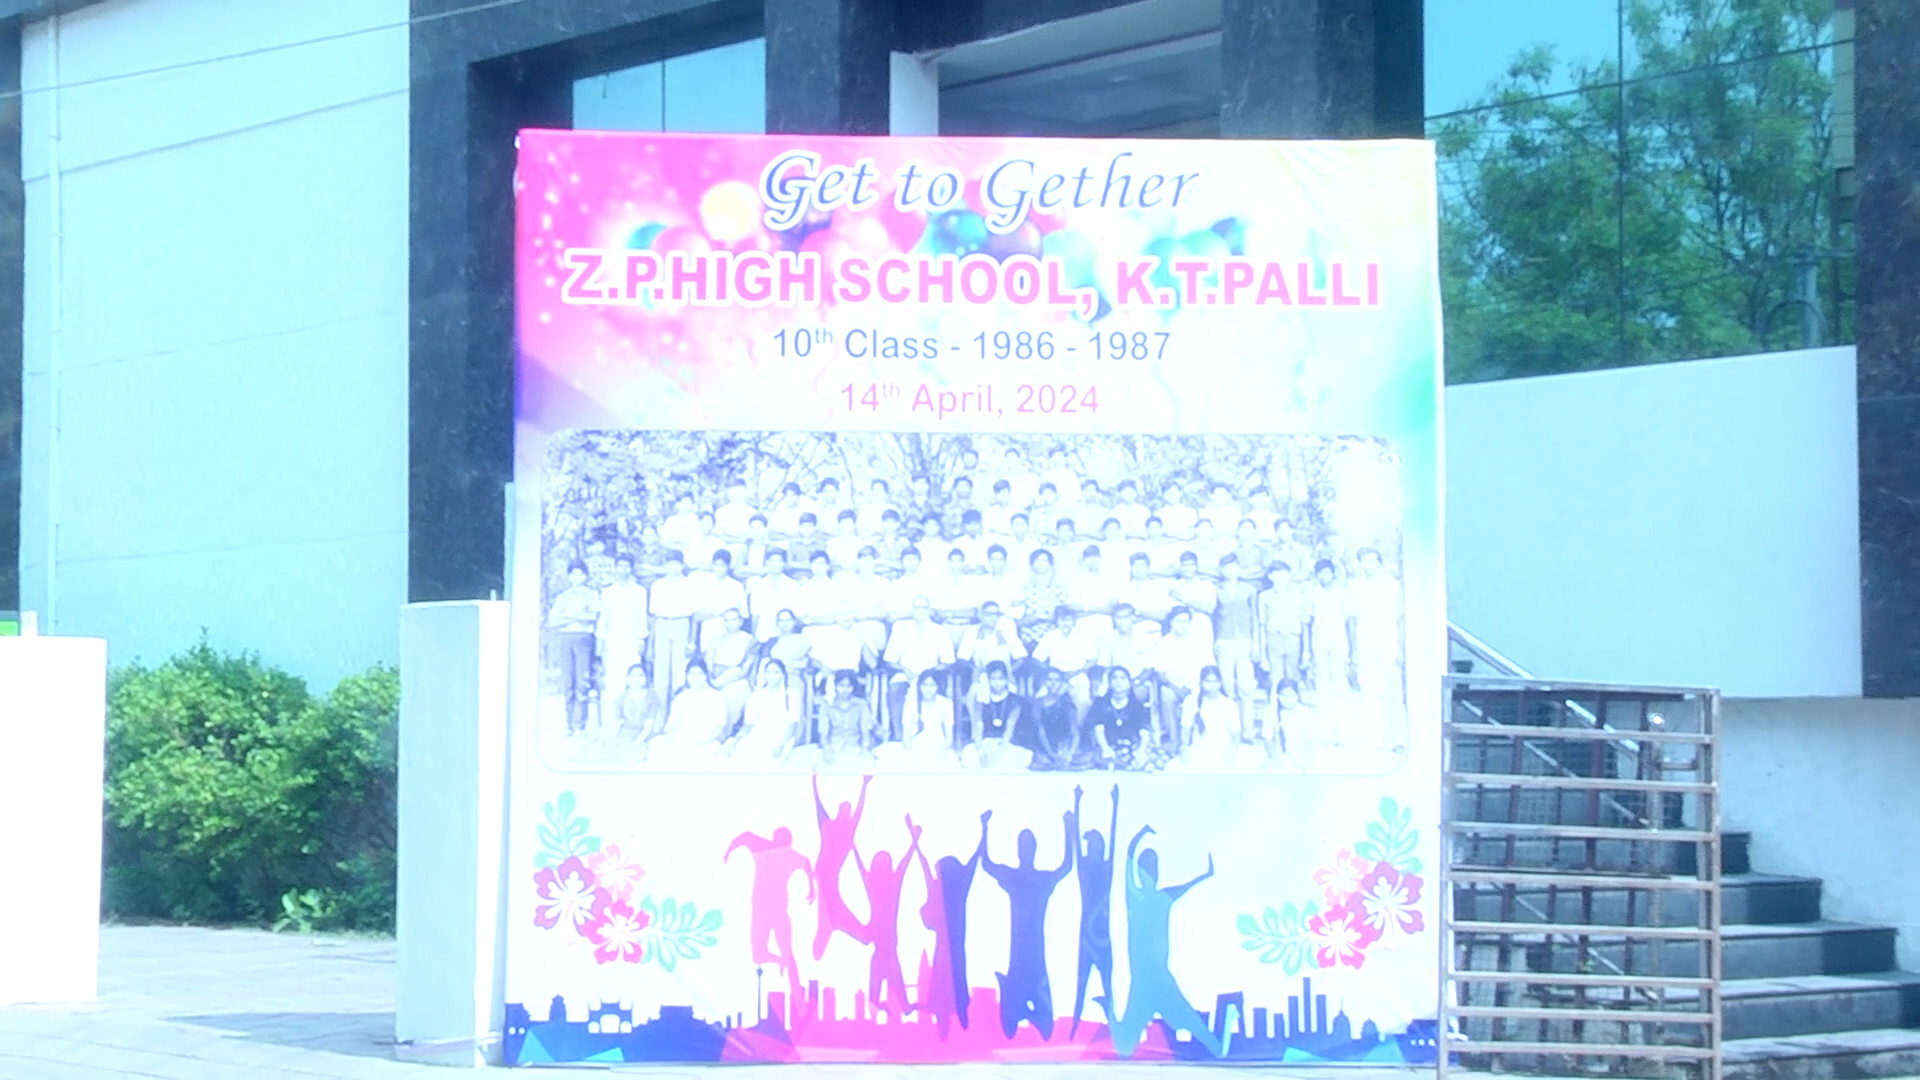 Get to Gether
Z.P.HIGH SCHOOL, K.T.PALLI
10th Class - 1986 - 1987
14th April, 2024